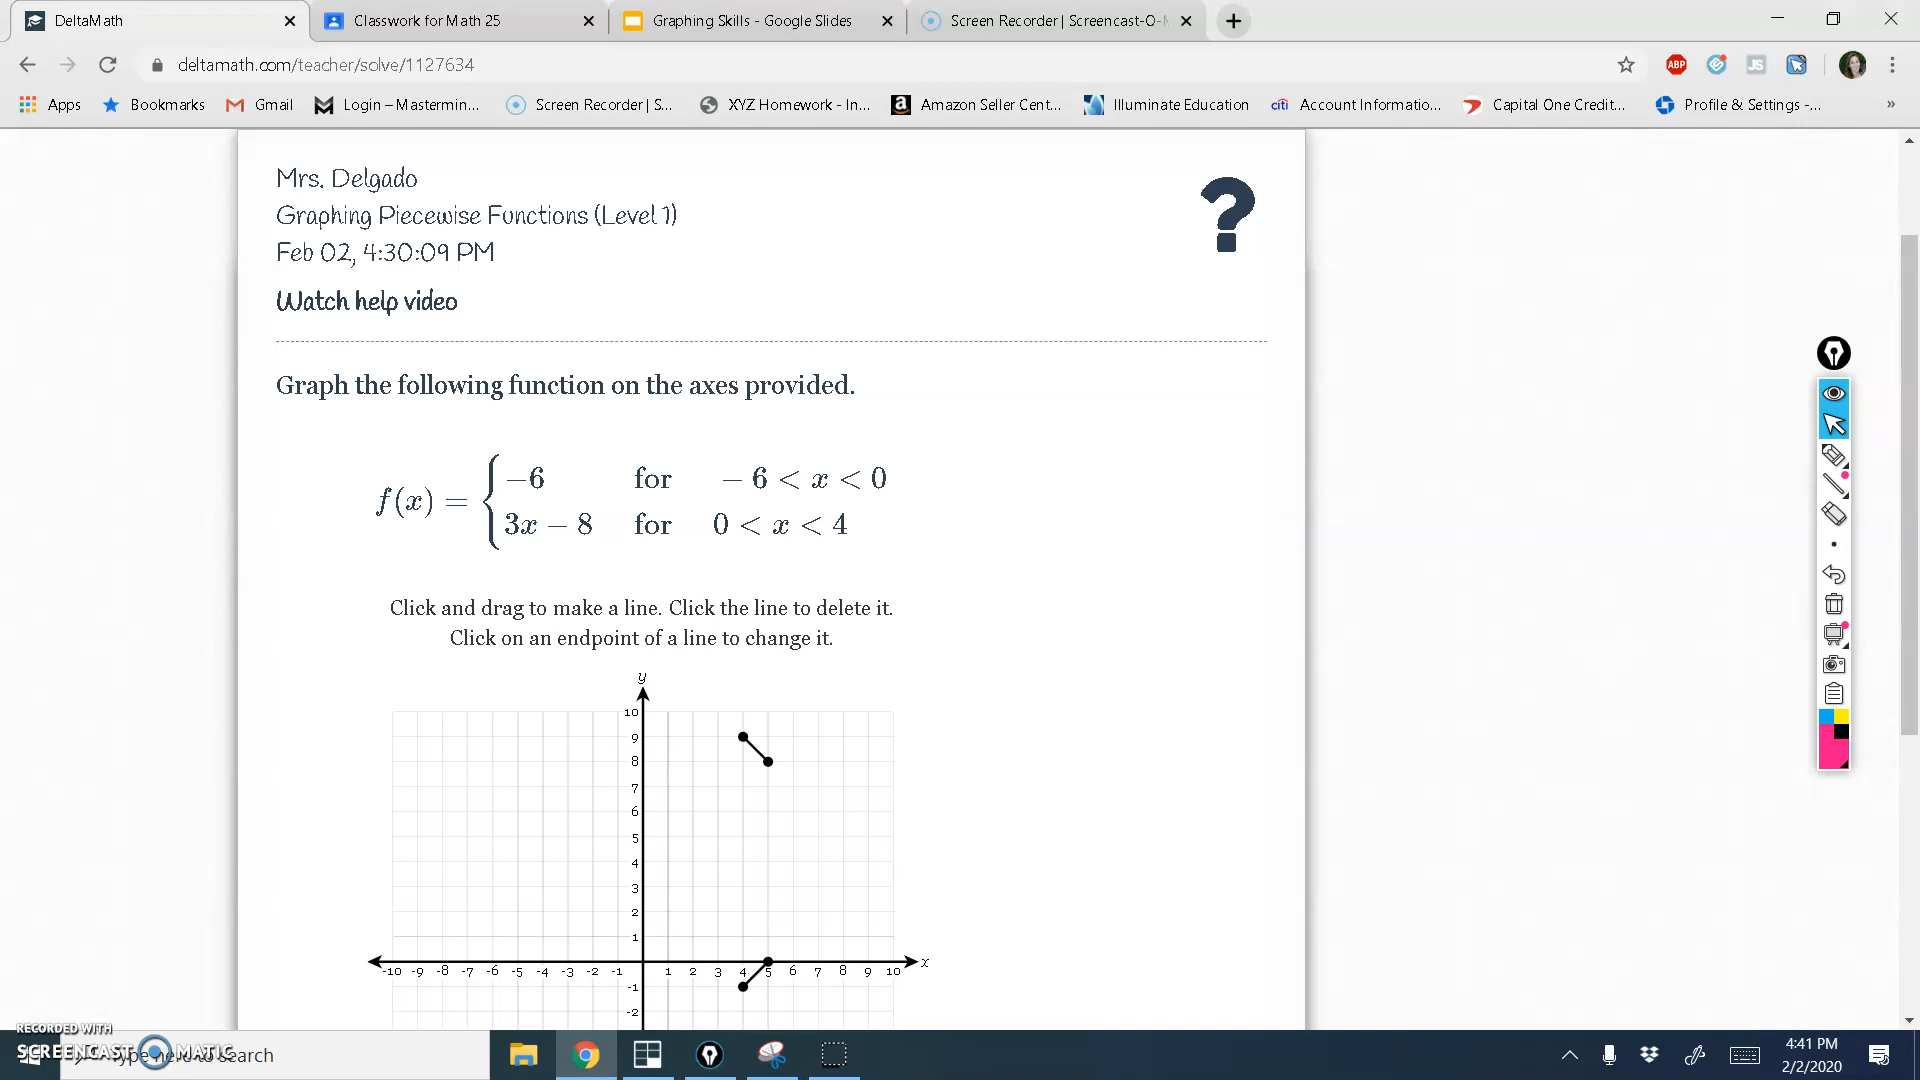 DeltaMath
Classwork for Math 25
Graphing Skills - Google Slides
Screen Recorder | Screencast-O-M
deltamath.com/teacher/solve/1127634
ABP
JS
Apps
Bookmarks
Gmail
Login – Mastermin...
Screen Recorder | S...
XYZ Homework - In...
Amazon Seller Cent...
Illuminate Education
citi
Account Informatio...
Capital One Credit...
Profile & Settings -...
»
Mrs. Delgado
Graphing Piecewise Functions (Level 1)
Feb 02, 4:30:09 PM
?
Watch help video
Graph the following function on the axes provided.
f(x) = { −6 for − 6 < x < 0
3x − 8 for 0 < x < 4
Click and drag to make a line. Click the line to delete it.
Click on an endpoint of a line to change it.
y
10
9
8
7
6
5
4
3
2
1
-10 -9 -8 -7 -6 -5 -4 -3 -2 -1 1 2 3 4 5 6 7 8 9 10 x
-1
-2
RECORDED WITH
SCREENCAST MATIC
Type here to search
4:41 PM
2/2/2020